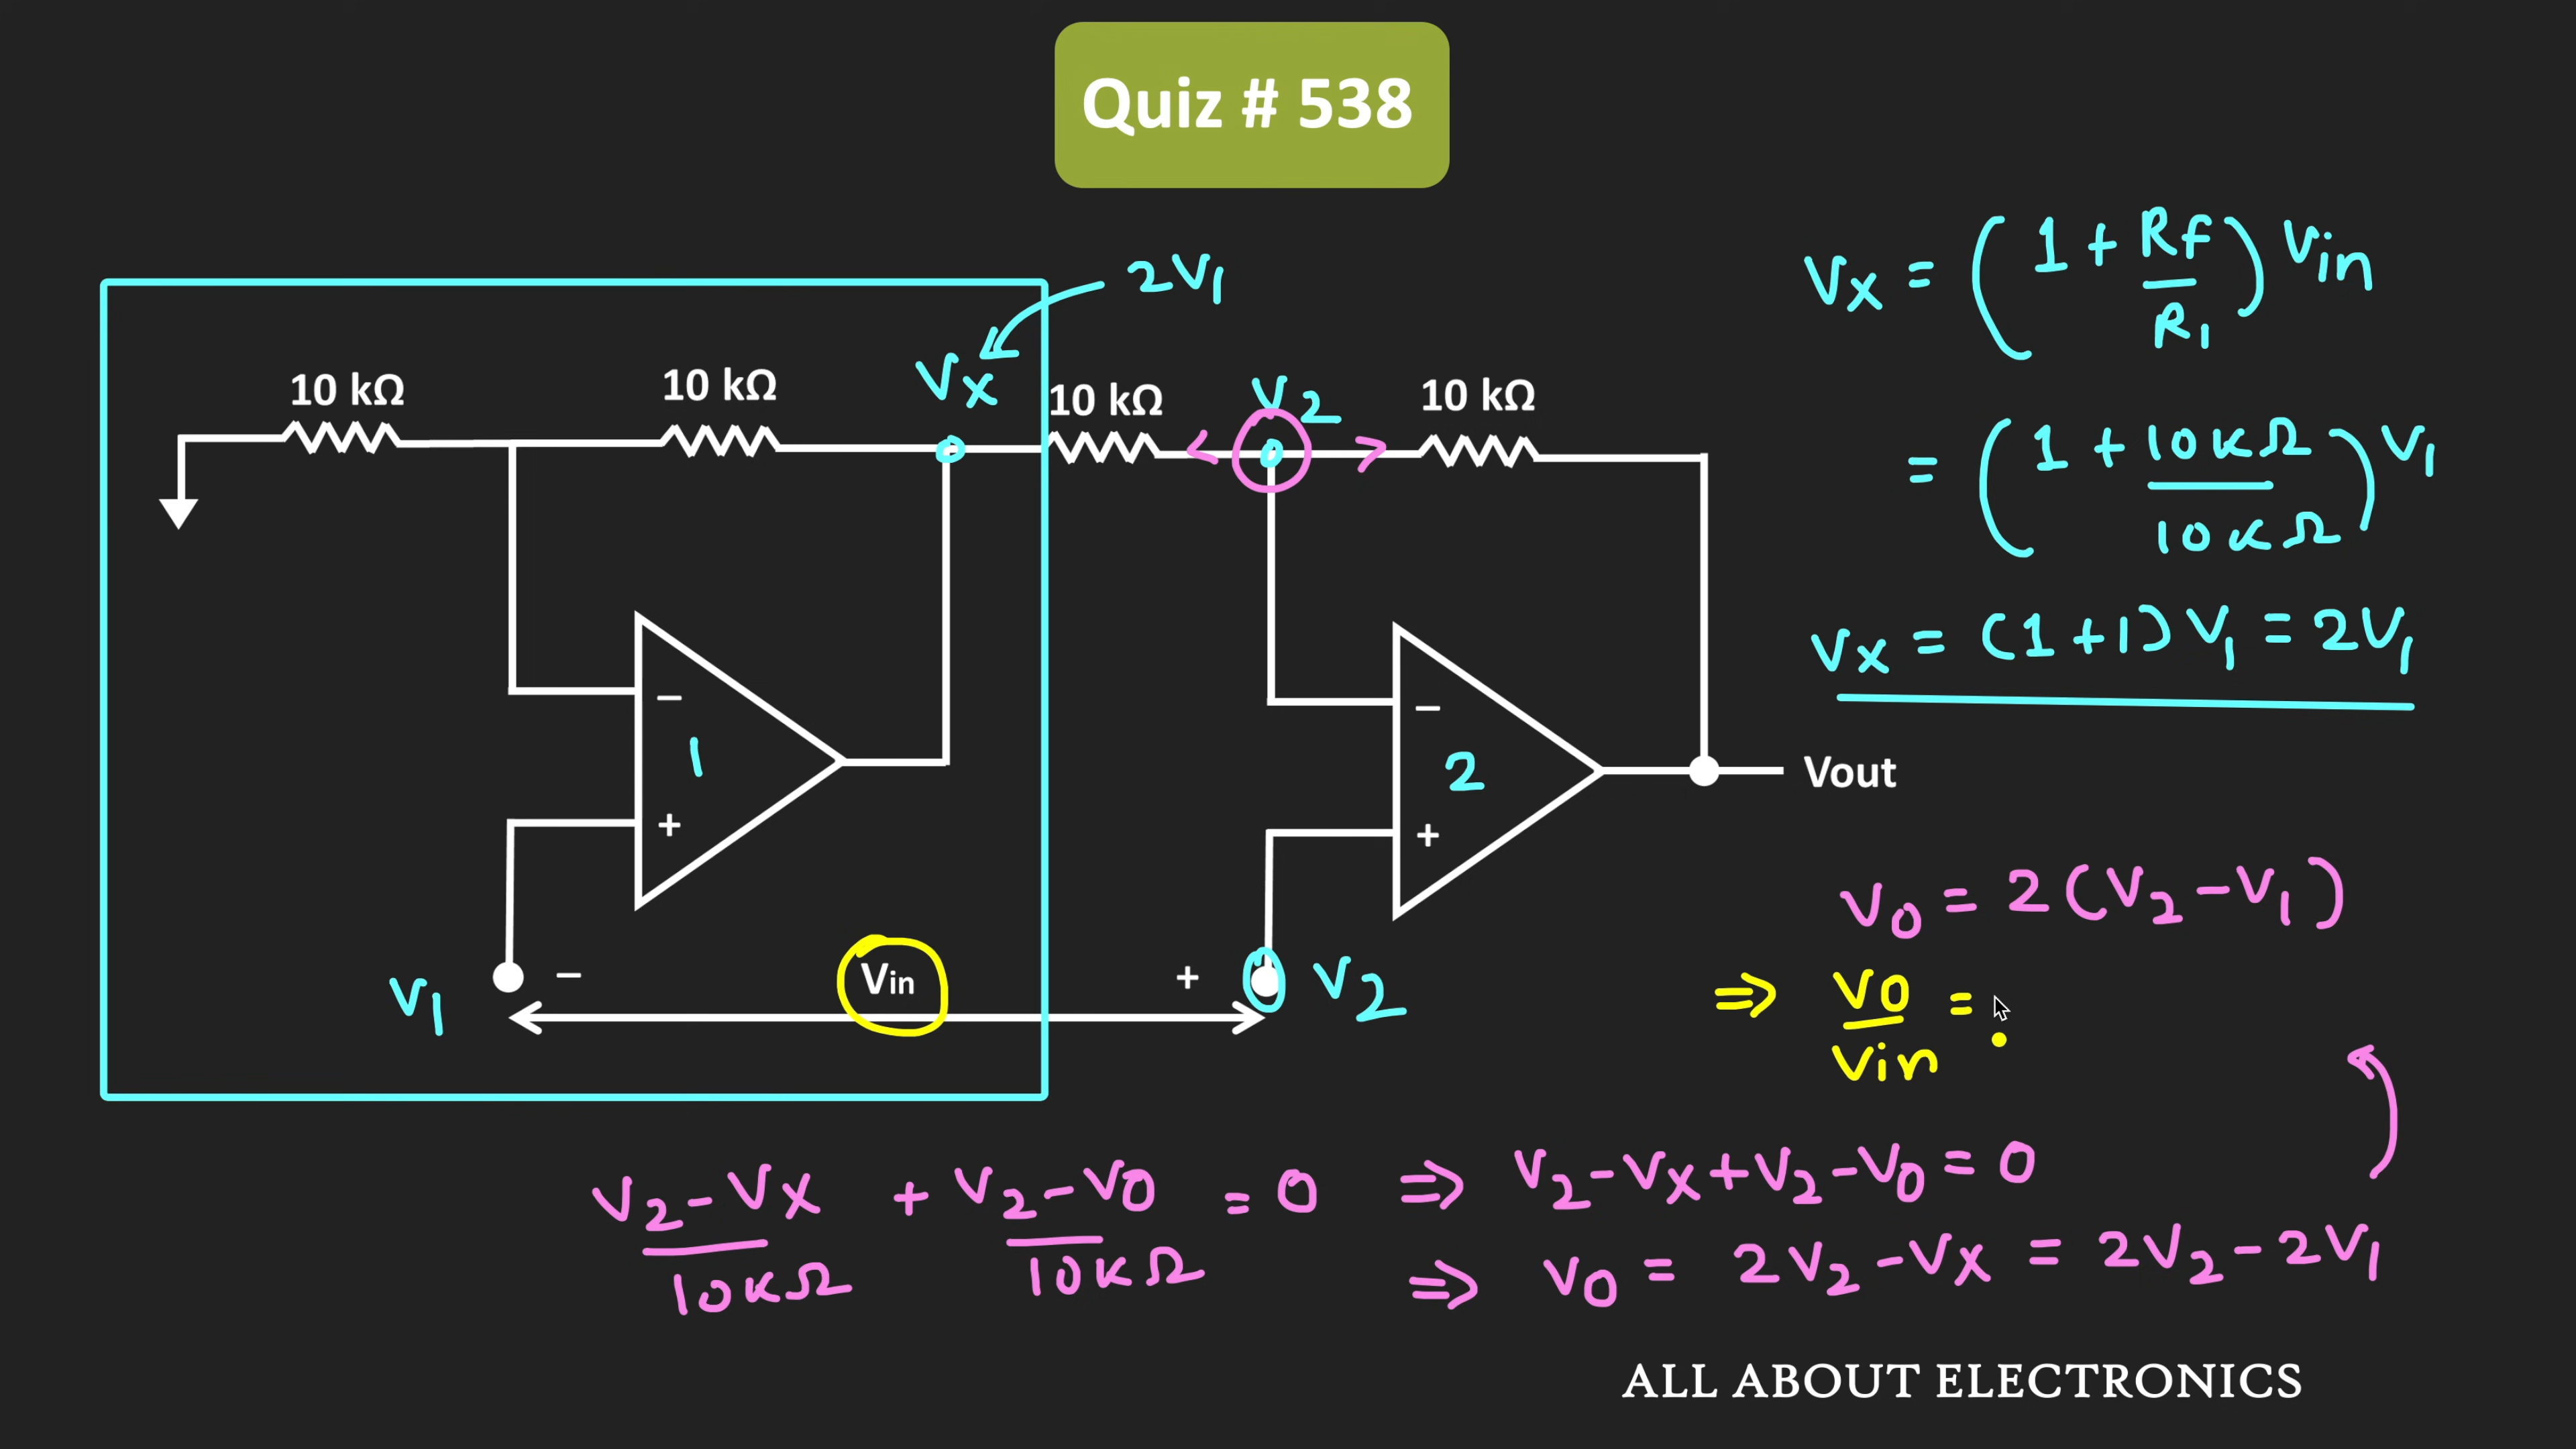 Quiz # 538
2V1
Vx
V2
10 kΩ
10 kΩ
10 kΩ
10 kΩ
−
1
+
−
2
+
Vout
V1
−
Vin
+
V2
Vx = (1 + Rf/R1) Vin
= (1 + 10kΩ/10kΩ) V1
Vx = (1+1) V1 = 2V1
V0 = 2(V2 − V1)
⇒ V0/Vin =
V2 − Vx/10kΩ + V2 − V0/10kΩ = 0 ⇒ V2 − Vx + V2 − V0 = 0
⇒ V0 = 2V2 − Vx = 2V2 − 2V1
ALL ABOUT ELECTRONICS